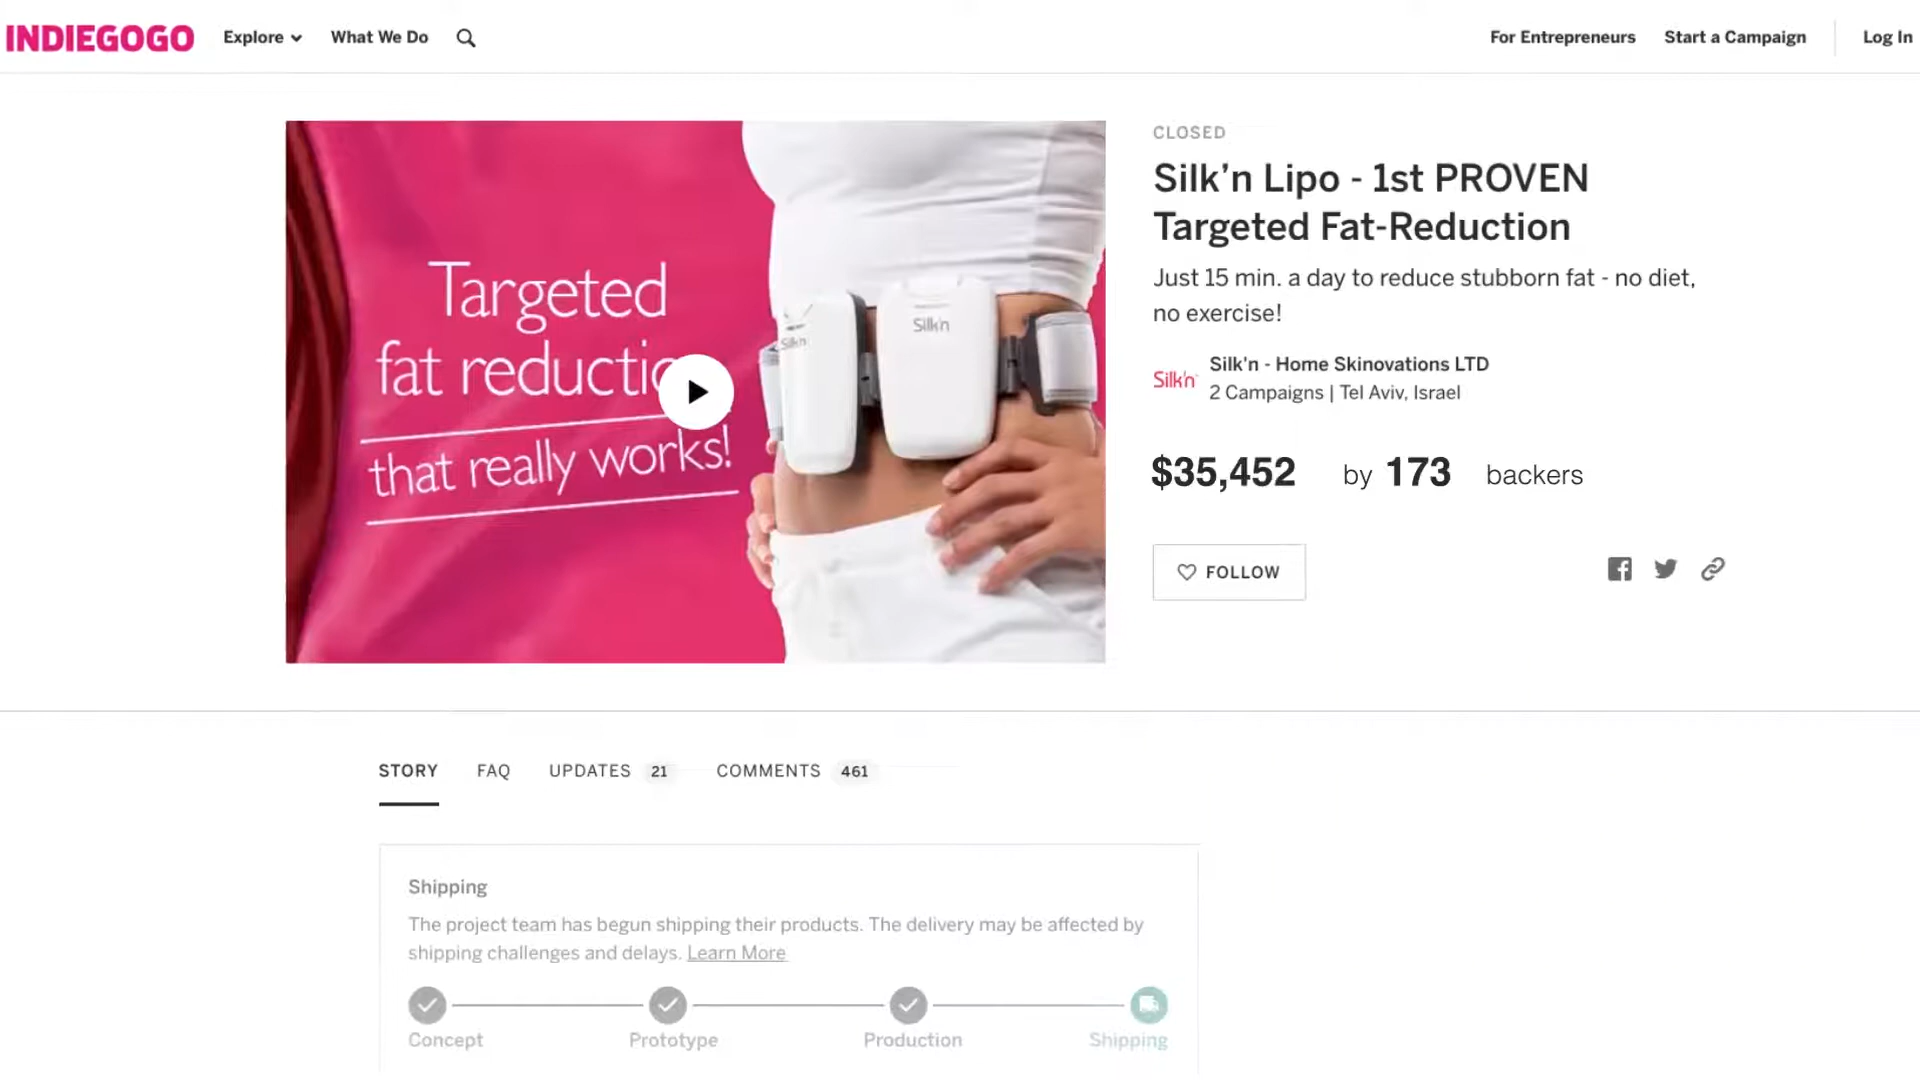 INDIEGOGO Explore What We Do For Entrepreneurs Start a Campaign Log In
Targeted
fat reductio
that really works!
Silk'n
Silk'n
CLOSED
Silk’n Lipo - 1st PROVEN
Targeted Fat-Reduction
Just 15 min. a day to reduce stubborn fat - no diet,
no exercise!
Silk'n
Silk'n - Home Skinovations LTD
2 Campaigns | Tel Aviv, Israel
$35,452 by 173 backers
FOLLOW
STORY FAQ UPDATES 21 COMMENTS 461
Shipping
The project team has begun shipping their products. The delivery may be affected by
shipping challenges and delays. Learn More
Concept Prototype Production Shipping